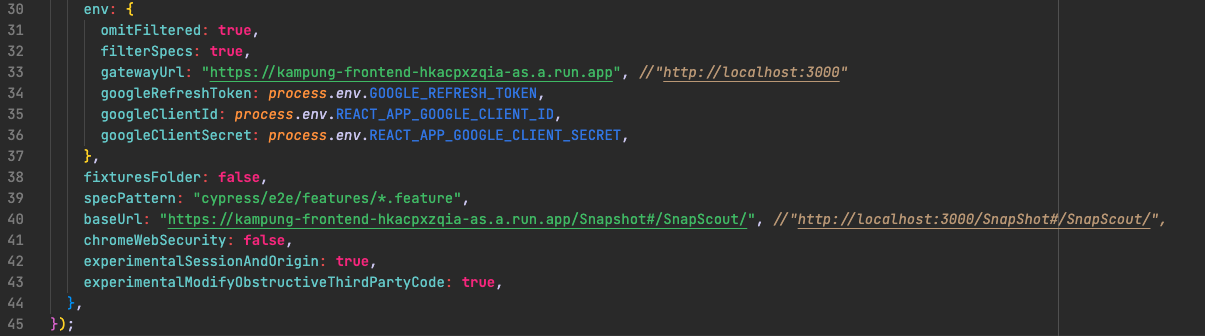 30 env: {
31 omitFiltered: true,
32 filterSpecs: true,
33 gatewayUrl: "https://kampung-frontend-hkacpxzqia-as.a.run.app", //"http://localhost:3000"
34 googleRefreshToken: process.env.GOOGLE_REFRESH_TOKEN,
35 googleClientId: process.env.REACT_APP_GOOGLE_CLIENT_ID,
36 googleClientSecret: process.env.REACT_APP_GOOGLE_CLIENT_SECRET,
37 },
38 fixturesFolder: false,
39 specPattern: "cypress/e2e/features/*.feature",
40 baseUrl: "https://kampung-frontend-hkacpxzqia-as.a.run.app/Snapshot#/SnapScout/", //"http://localhost:3000/SnapShot#/SnapScout/",
41 chromeWebSecurity: false,
42 experimentalSessionAndOrigin: true,
43 experimentalModifyObstructiveThirdPartyCode: true,
44 },
45 });